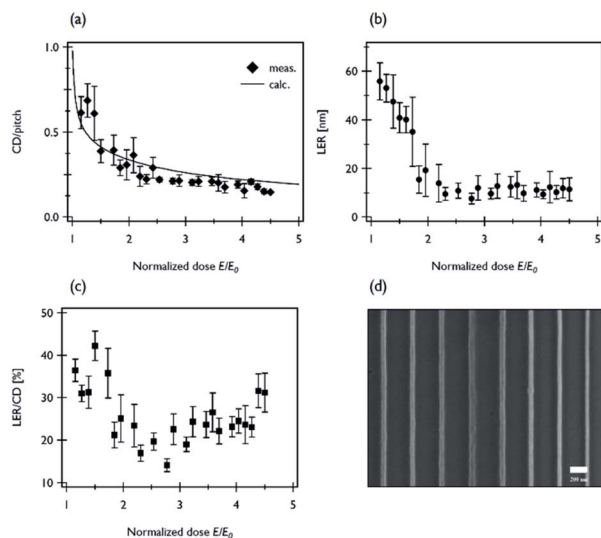 (a)
CD/pitch
1.0
0.5
0.0
meas.
calc.
1 2 3 4 5
Normalized dose E/E0
(b)
LER [nm]
60
40
20
0
1 2 3 4 5
Normalized dose E/E0
(c)
LER/CD [%]
50
40
30
20
10
1 2 3 4 5
Normalized dose E/E0
(d)
200 nm